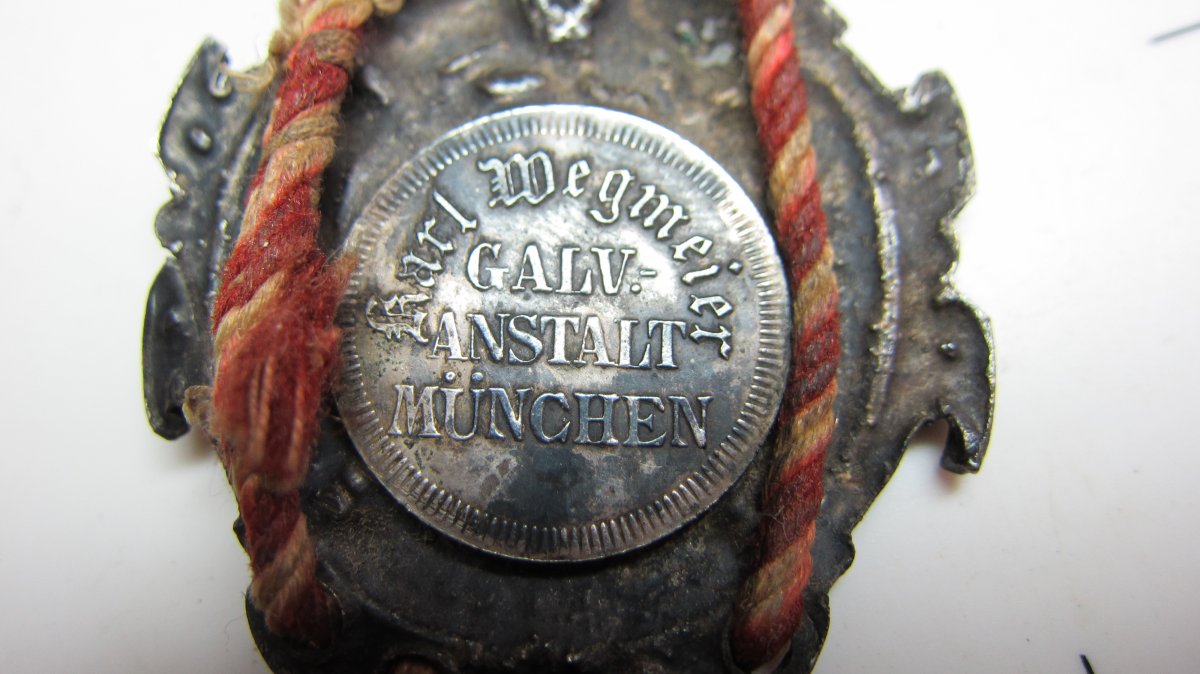 Karl Wegmeier
GALV.-
ANSTALT
MÜNCHEN